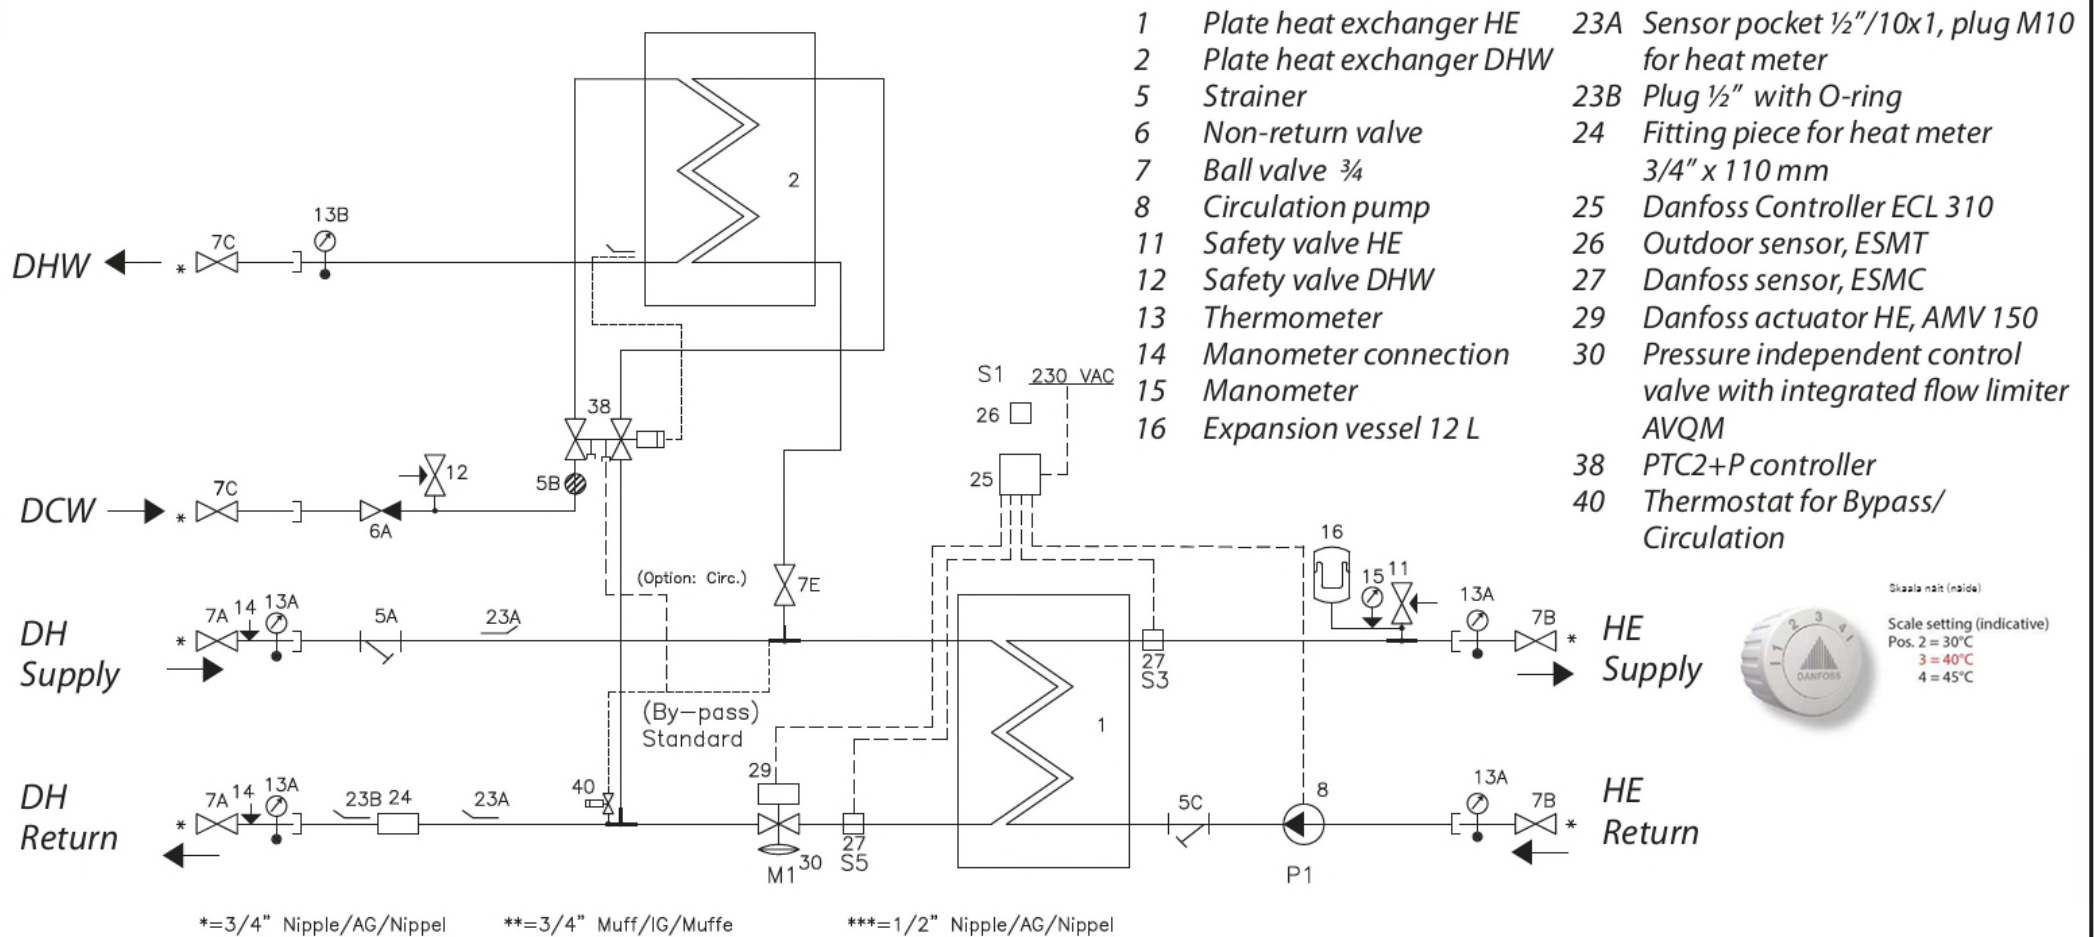 1 Plate heat exchanger HE
2 Plate heat exchanger DHW
5 Strainer
6 Non-return valve
7 Ball valve ¾
8 Circulation pump
11 Safety valve HE
12 Safety valve DHW
13 Thermometer
14 Manometer connection
15 Manometer
16 Expansion vessel 12 L
23A Sensor pocket ½"/10x1, plug M10
for heat meter
23B Plug ½" with O-ring
24 Fitting piece for heat meter
3/4" x 110 mm
25 Danfoss Controller ECL 310
26 Outdoor sensor, ESMT
27 Danfoss sensor, ESMC
29 Danfoss actuator HE, AMV 150
30 Pressure independent control
valve with integrated flow limiter
AVQM
38 PTC2+P controller
40 Thermostat for Bypass/
Circulation
2
13B
7C
DHW
*
38
S1 230 VAC
26
25
12
5B
7C
DCW
*
6A
16
(Option: Circ.)
7E
15 11
7A 14 13A
5A
23A
13A
7B
DH
Supply
*
27
S3
*
HE
Supply
(By-pass)
Standard
1
29
40
7A 14 13A
23B 24
23A
5C
8
13A
7B
DH
Return
*
30
M1
27
S5
P1
*
HE
Return
Skaala näit (näide)
Scale setting (indicative)
Pos. 2 = 30°C
3 = 40°C
4 = 45°C
1 2 3 4
DANFOSS
*=3/4" Nipple/AG/Nippel **=3/4" Muff/IG/Muffe ***=1/2" Nipple/AG/Nippel